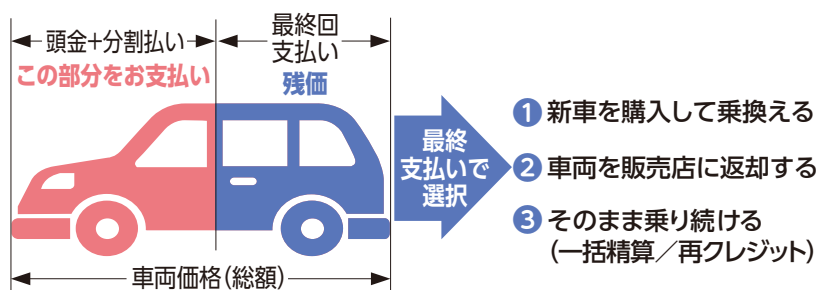 頭金+分割払い
この部分をお支払い
最終回
支払い
残価
最終
支払いで
選択
❶ 新車を購入して乗換える
❷ 車両を販売店に返却する
❸ そのまま乗り続ける
(一括精算／再クレジット)
車両価格(総額)